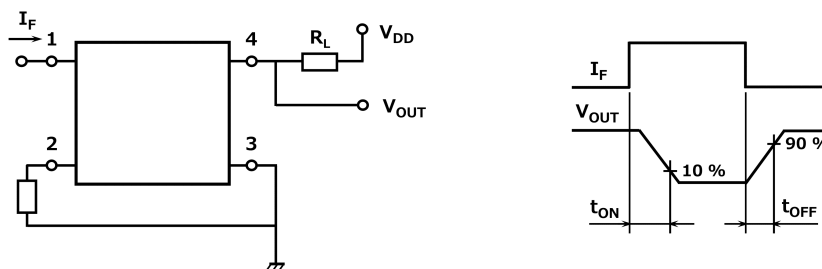 I_F
1
4
R_L
V_DD
V_OUT
2
3
I_F
V_OUT
10 %
90 %
t_ON
t_OFF